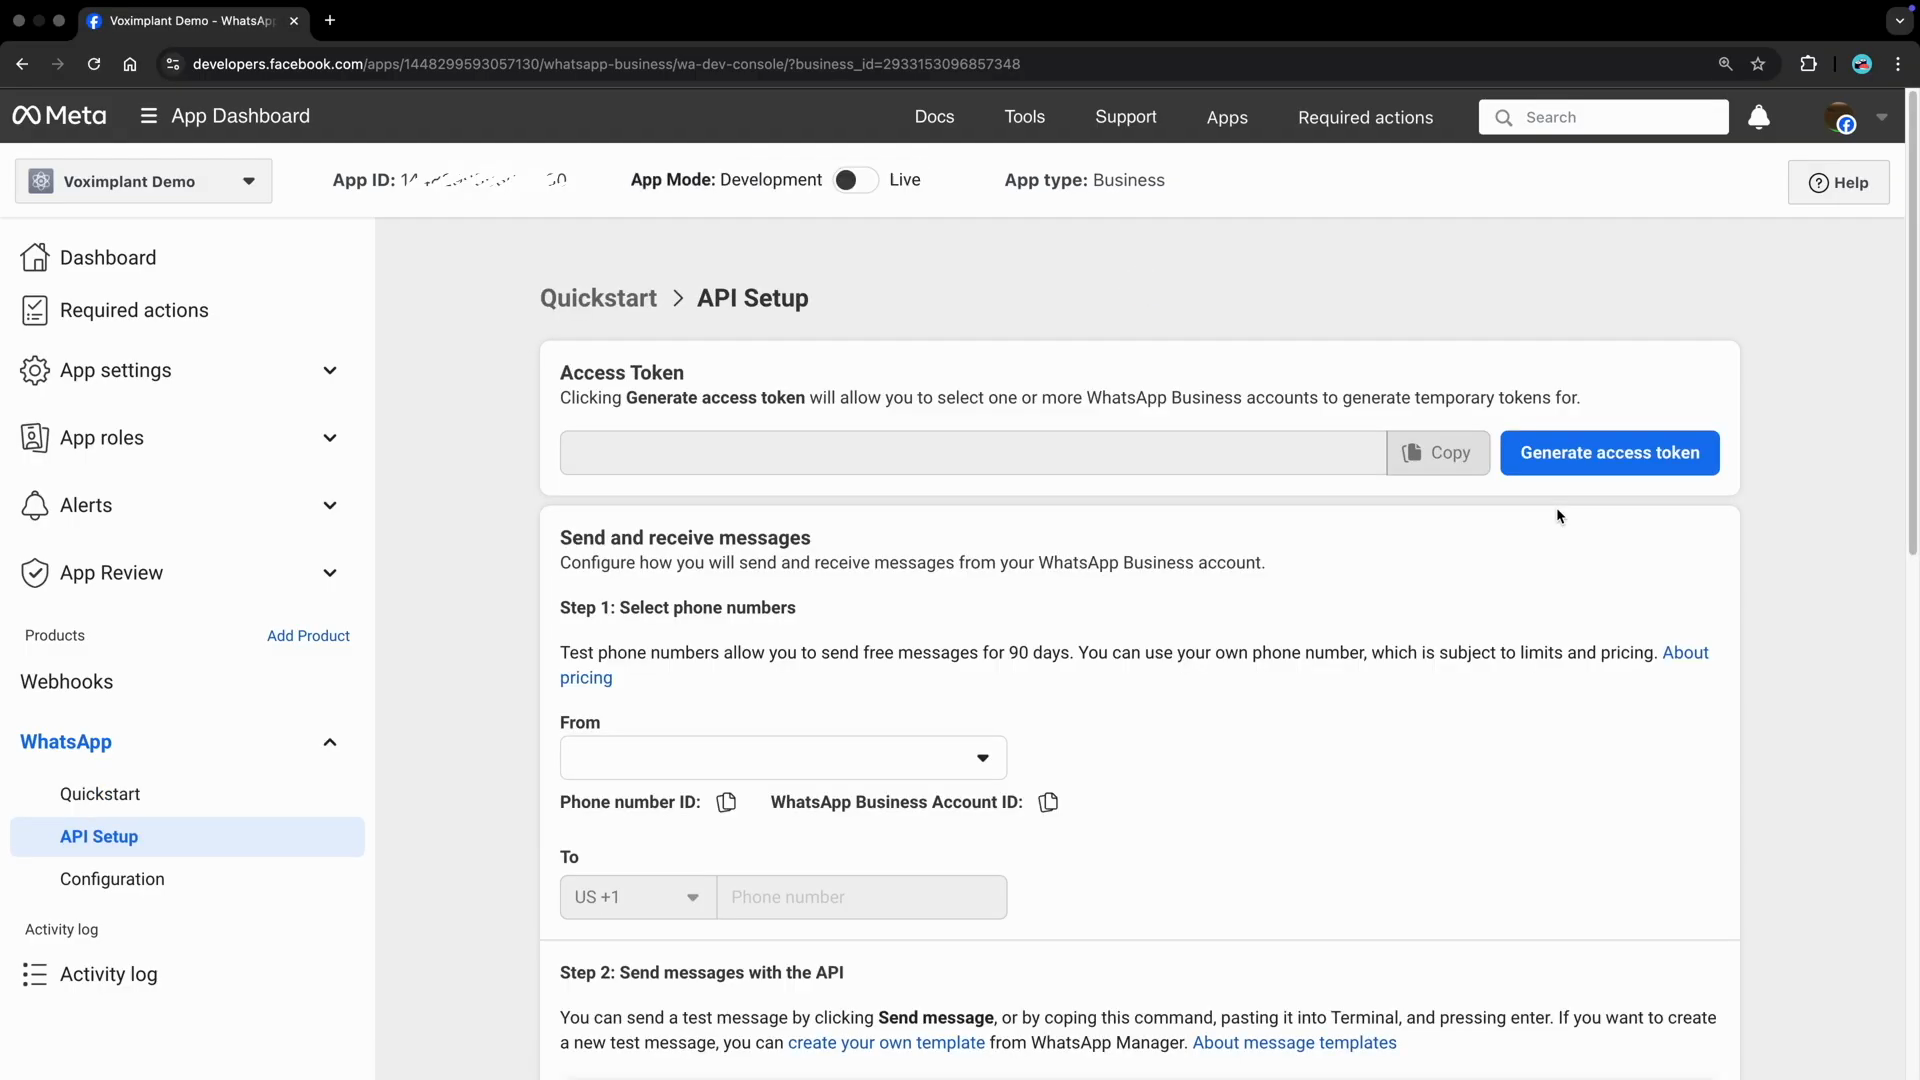 Voximplant Demo - WhatsAp
developers.facebook.com/apps/1448299593057130/whatsapp-business/wa-dev-console/?business_id=2933153096857348
Meta
App Dashboard
Docs
Tools
Support
Apps
Required actions
Search
Voximplant Demo
App ID:
App Mode: Development
Live
App type: Business
Help
Dashboard
Required actions
App settings
App roles
Alerts
App Review
Products
Add Product
Webhooks
WhatsApp
Quickstart
API Setup
Configuration
Activity log
Activity log
Quickstart > API Setup
Access Token
Clicking Generate access token will allow you to select one or more WhatsApp Business accounts to generate temporary tokens for.
Copy
Generate access token
Send and receive messages
Configure how you will send and receive messages from your WhatsApp Business account.
Step 1: Select phone numbers
Test phone numbers allow you to send free messages for 90 days. You can use your own phone number, which is subject to limits and pricing. About
pricing
From
Phone number ID:
WhatsApp Business Account ID:
To
US +1
Phone number
Step 2: Send messages with the API
You can send a test message by clicking Send message, or by coping this command, pasting it into Terminal, and pressing enter. If you want to create
a new test message, you can create your own template from WhatsApp Manager. About message templates